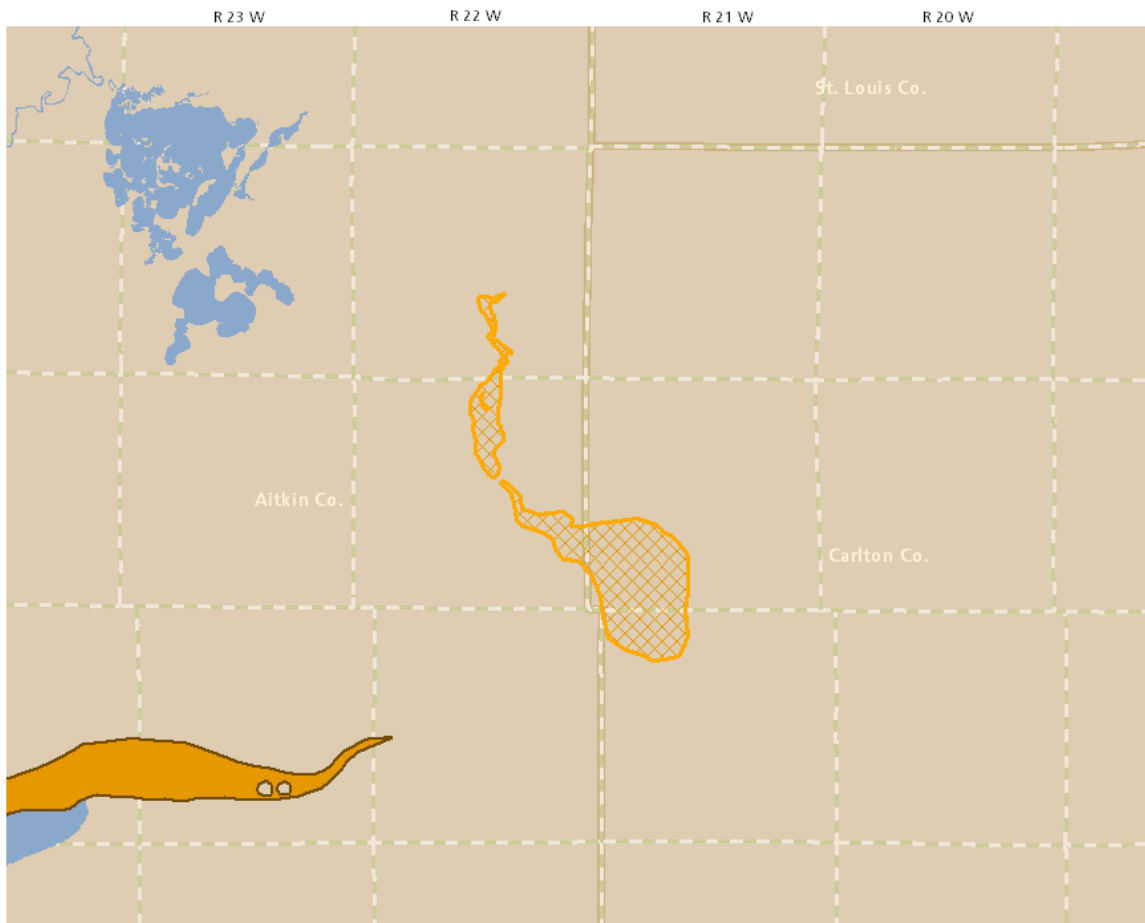 R 23 W
R 22 W
R 21 W
R 20 W
St. Louis Co.
Aitkin Co.
Carlton Co.